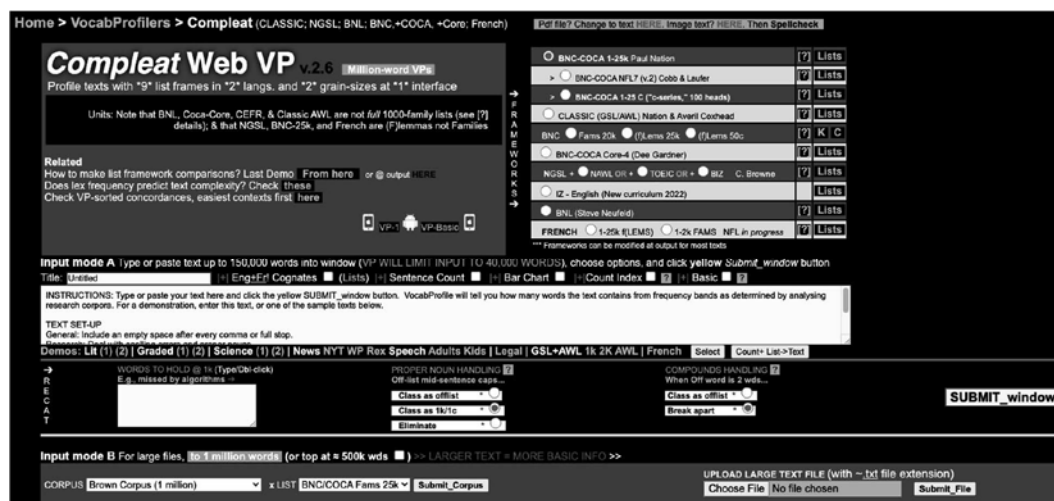 Home > VocabProfilers > Compleat (CLASSIC; NGSL; BNL; BNC,+COCA, +Core; French)
Pdf file? Change to text HERE. Image text? HERE. Then Spellcheck
Compleat Web VP v.2.6 Million-word VPs
Profile texts with "9" list frames in "2" langs. and "2" grain-sizes at "1" interface
Units: Note that BNL, Coca-Core, CEFR, & Classic AWL are not full 1000-family lists (see [?]
details); & that NGSL, BNC-25k, and French are (F)lemmas not Families
Related
How to make list framework comparisons? Last Demo From here or @ output HERE
Does lex frequency predict text complexity? Check these
Check VP-sorted concordances, easiest contexts first here
VP-1 VP-Basic
➔ FRAMEWORKS ➔
BNC-COCA 1-25k Paul Nation [?] Lists
> BNC-COCA NFL7 (v.2) Cobb & Laufer [?] Lists
> BNC-COCA 1-25 C ("c-series," 100 heads) [?] Lists
CLASSIC (GSL/AWL) Nation & Averil Coxhead [?] Lists
BNC Fams 20k (f)Lems 25k (f)Lems 50c [?] K C
BNC-COCA Core-4 (Dee Gardner) [?] Lists
NGSL + NAWL OR + TOEIC OR + BIZ C. Browne [?] Lists
IZ - English (New curriculum 2022) Lists
BNL (Steve Neufeld) [?] Lists
FRENCH 1-25k f(LEMS) 1-2k FAMS NFL in progress [?] Lists
*** Frameworks can be modified at output for most texts
Input mode A Type or paste text up to 150,000 words into window (VP WILL LIMIT INPUT TO 40,000 WORDS), choose options, and click yellow Submit_window button
Title: Untitled |+| Eng+Fr! Cognates (Lists) |+| Sentence Count |+| Bar Chart |+|Count Index [?] |+| Basic [?]
INSTRUCTIONS: Type or paste your text here and click the yellow SUBMIT_window button. VocabProfile will tell you how many words the text contains from frequency bands as determined by analysing
research corpora. For a demonstration, enter this text, or one of the sample texts below.
TEXT SET-UP
General: Include an empty space after every comma or full stop.
Demos: Lit (1) (2) | Graded (1) (2) | Science (1) (2) | News NYT WP Rex Speech Adults Kids | Legal | GSL+AWL 1k 2K AWL | French Select Count+ List->Text
➔ RECAT
WORDS TO HOLD @ 1k (Type/Dbl-click)
E.g., missed by algorithms ➔
PROPER NOUN HANDLING [?]
Off-list mid-sentence caps...
Class as offlist *
Class as 1k/1c *
Eliminate *
COMPOUNDS HANDLING [?]
When Off word is 2 wds...
Class as offlist *
Break apart *
SUBMIT_window
Input mode B For large files, to 1 million words (or top at ≈ 500k wds ) >> LARGER TEXT = MORE BASIC INFO >>
CORPUS Brown Corpus (1 million) x LIST BNC/COCA Fams 25k Submit_Corpus
UPLOAD LARGE TEXT FILE (with ~.txt file extension)
Choose File No file chosen Submit_File